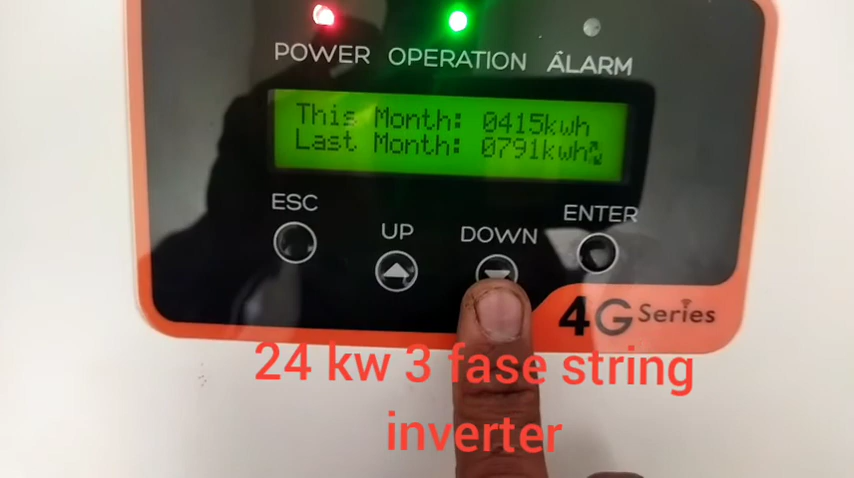 POWER OPERATION ALARM
This Month: 0415kwh
Last Month: 0791kwh
ESC
UP
DOWN
ENTER
4G Series
24 kw 3 fase string
inverter